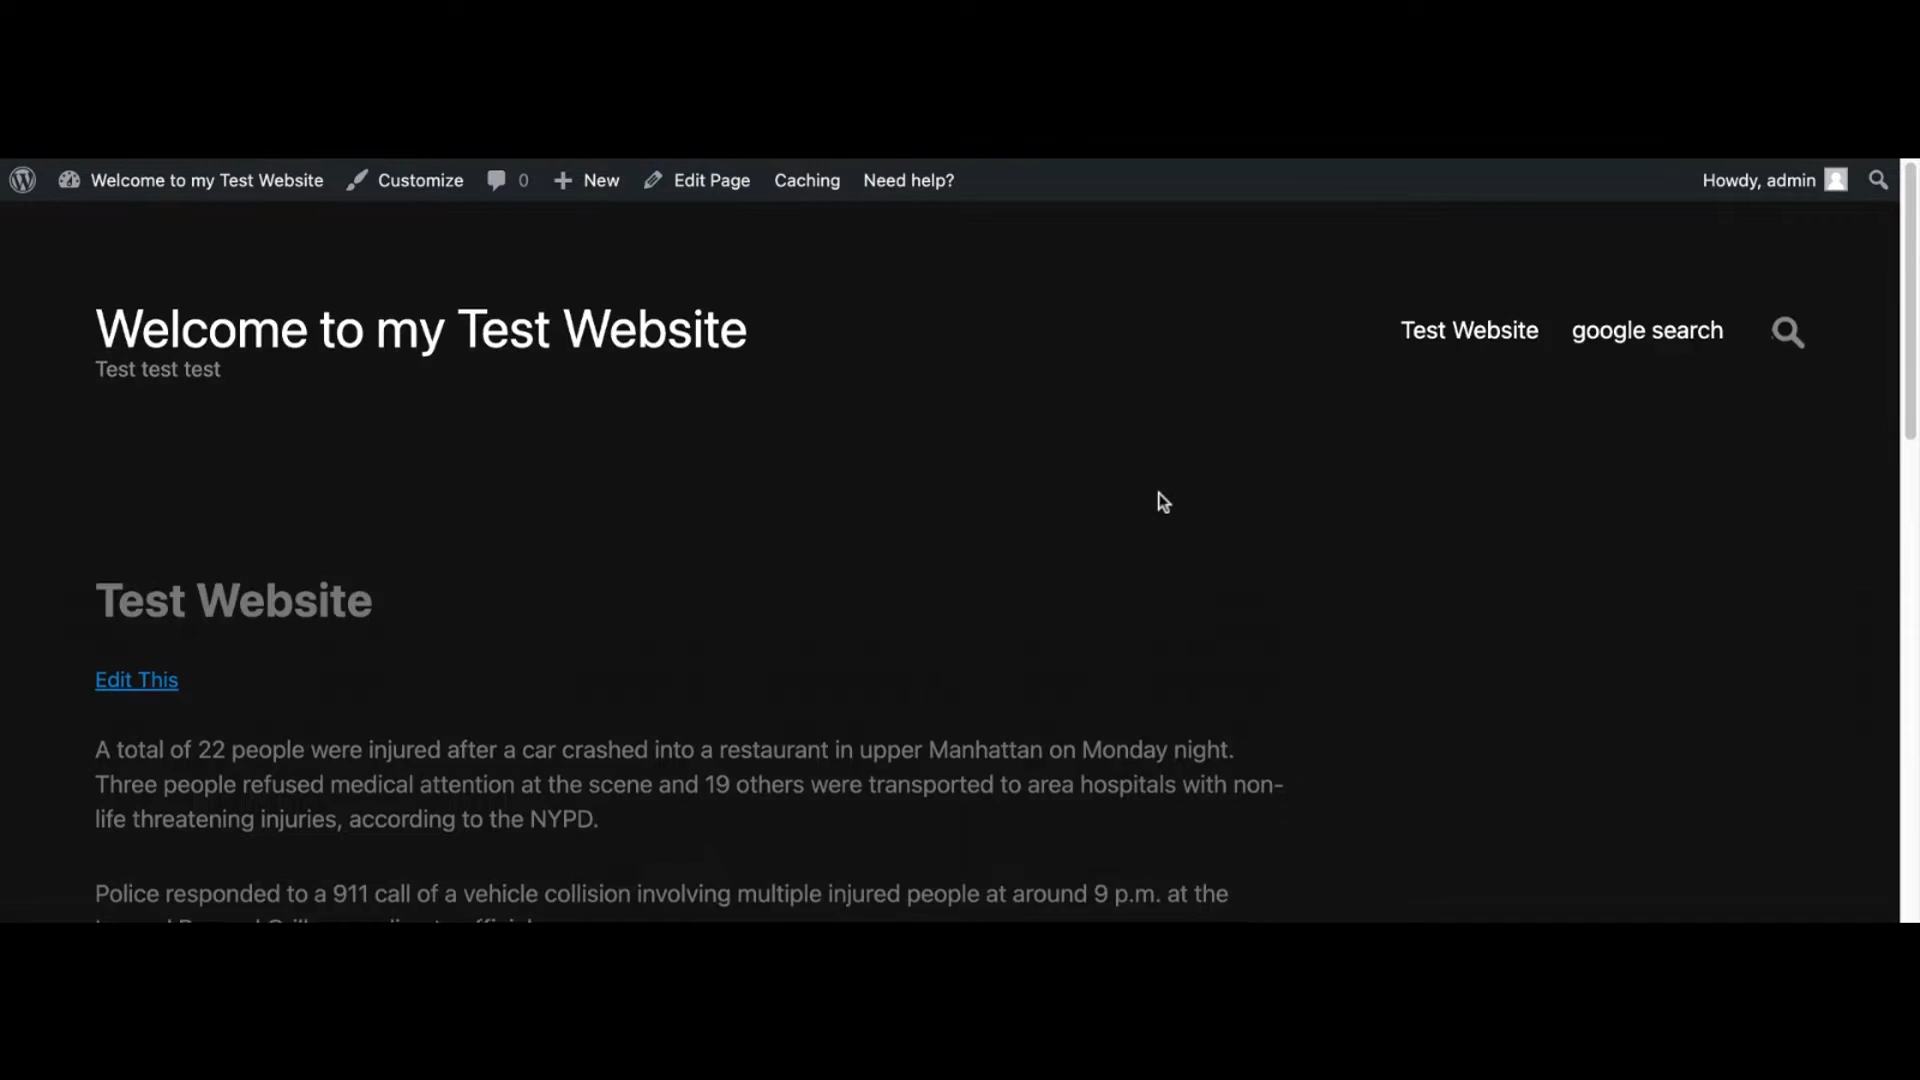 Welcome to my Test Website Customize 0 New Edit Page Caching Need help? Howdy, admin
Welcome to my Test Website
Test test test
Test Website google search
Test Website
Edit This
A total of 22 people were injured after a car crashed into a restaurant in upper Manhattan on Monday night.
Three people refused medical attention at the scene and 19 others were transported to area hospitals with non-
life threatening injuries, according to the NYPD.
Police responded to a 911 call of a vehicle collision involving multiple injured people at around 9 p.m. at the